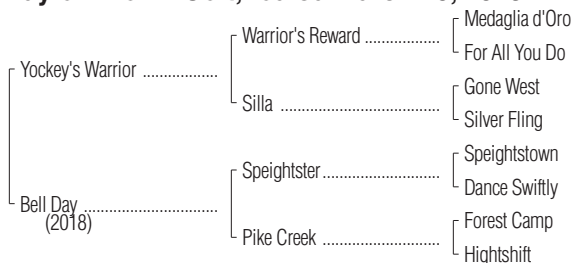 Medaglia d'Oro
Warrior's Reward ....................
For All You Do
Yockey's Warrior ....................
Gone West
Silla ..........................................
Silver Fling
Speightstown
Speightster ...............................
Dance Swiftly
Bell Day ....................................
(2018)
Forest Camp
Pike Creek ................................
Hightshift